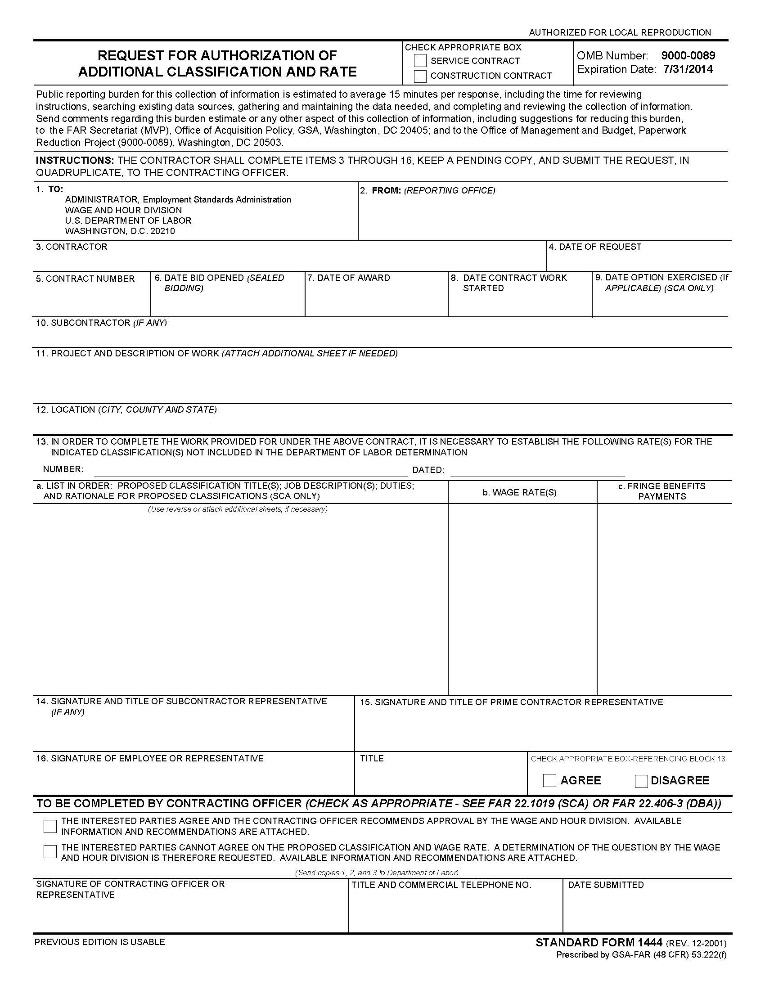 AUTHORIZED FOR LOCAL REPRODUCTION
REQUEST FOR AUTHORIZATION OF
ADDITIONAL CLASSIFICATION AND RATE
CHECK APPROPRIATE BOX
SERVICE CONTRACT
CONSTRUCTION CONTRACT
OMB Number: 9000-0089
Expiration Date: 7/31/2014
Public reporting burden for this collection of information is estimated to average 15 minutes per response, including the time for reviewing
instructions, searching existing data sources, gathering and maintaining the data needed, and completing and reviewing the collection of information.
Send comments regarding this burden estimate or any other aspect of this collection of information, including suggestions for reducing this burden,
to the FAR Secretariat (MVP), Office of Acquisition Policy, GSA, Washington, DC 20405; and to the Office of Management and Budget, Paperwork
Reduction Project (9000-0089), Washington, DC 20503.
INSTRUCTIONS: THE CONTRACTOR SHALL COMPLETE ITEMS 3 THROUGH 16, KEEP A PENDING COPY, AND SUBMIT THE REQUEST, IN
QUADRUPLICATE, TO THE CONTRACTING OFFICER.
1. TO:
ADMINISTRATOR, Employment Standards Administration
WAGE AND HOUR DIVISION
U.S. DEPARTMENT OF LABOR
WASHINGTON, D.C. 20210
2. FROM: (REPORTING OFFICE)
3. CONTRACTOR
4. DATE OF REQUEST
5. CONTRACT NUMBER
6. DATE BID OPENED (SEALED
BIDDING)
7. DATE OF AWARD
8. DATE CONTRACT WORK
STARTED
9. DATE OPTION EXERCISED (IF
APPLICABLE) (SCA ONLY)
10. SUBCONTRACTOR (IF ANY)
11. PROJECT AND DESCRIPTION OF WORK (ATTACH ADDITIONAL SHEET IF NEEDED)
12. LOCATION (CITY, COUNTY AND STATE)
13. IN ORDER TO COMPLETE THE WORK PROVIDED FOR UNDER THE ABOVE CONTRACT, IT IS NECESSARY TO ESTABLISH THE FOLLOWING RATE(S) FOR THE
INDICATED CLASSIFICATION(S) NOT INCLUDED IN THE DEPARTMENT OF LABOR DETERMINATION
NUMBER: DATED:
a. LIST IN ORDER: PROPOSED CLASSIFICATION TITLE(S); JOB DESCRIPTION(S); DUTIES;
AND RATIONALE FOR PROPOSED CLASSIFICATIONS (SCA ONLY)
b. WAGE RATE(S)
c. FRINGE BENEFITS
PAYMENTS
(Use reverse or attach additional sheets, if necessary)
14. SIGNATURE AND TITLE OF SUBCONTRACTOR REPRESENTATIVE
(IF ANY)
15. SIGNATURE AND TITLE OF PRIME CONTRACTOR REPRESENTATIVE
16. SIGNATURE OF EMPLOYEE OR REPRESENTATIVE
TITLE
CHECK APPROPRIATE BOX-REFERENCING BLOCK 13.
AGREE
DISAGREE
TO BE COMPLETED BY CONTRACTING OFFICER (CHECK AS APPROPRIATE - SEE FAR 22.1019 (SCA) OR FAR 22.406-3 (DBA))
THE INTERESTED PARTIES AGREE AND THE CONTRACTING OFFICER RECOMMENDS APPROVAL BY THE WAGE AND HOUR DIVISION. AVAILABLE
INFORMATION AND RECOMMENDATIONS ARE ATTACHED.
THE INTERESTED PARTIES CANNOT AGREE ON THE PROPOSED CLASSIFICATION AND WAGE RATE. A DETERMINATION OF THE QUESTION BY THE WAGE
AND HOUR DIVISION IS THEREFORE REQUESTED. AVAILABLE INFORMATION AND RECOMMENDATIONS ARE ATTACHED.
(Send copies 1, 2, and 3 to Department of Labor)
SIGNATURE OF CONTRACTING OFFICER OR
REPRESENTATIVE
TITLE AND COMMERCIAL TELEPHONE NO.
DATE SUBMITTED
PREVIOUS EDITION IS USABLE
STANDARD FORM 1444 (REV. 12-2001)
Prescribed by GSA-FAR (48 CFR) 53.222(f)